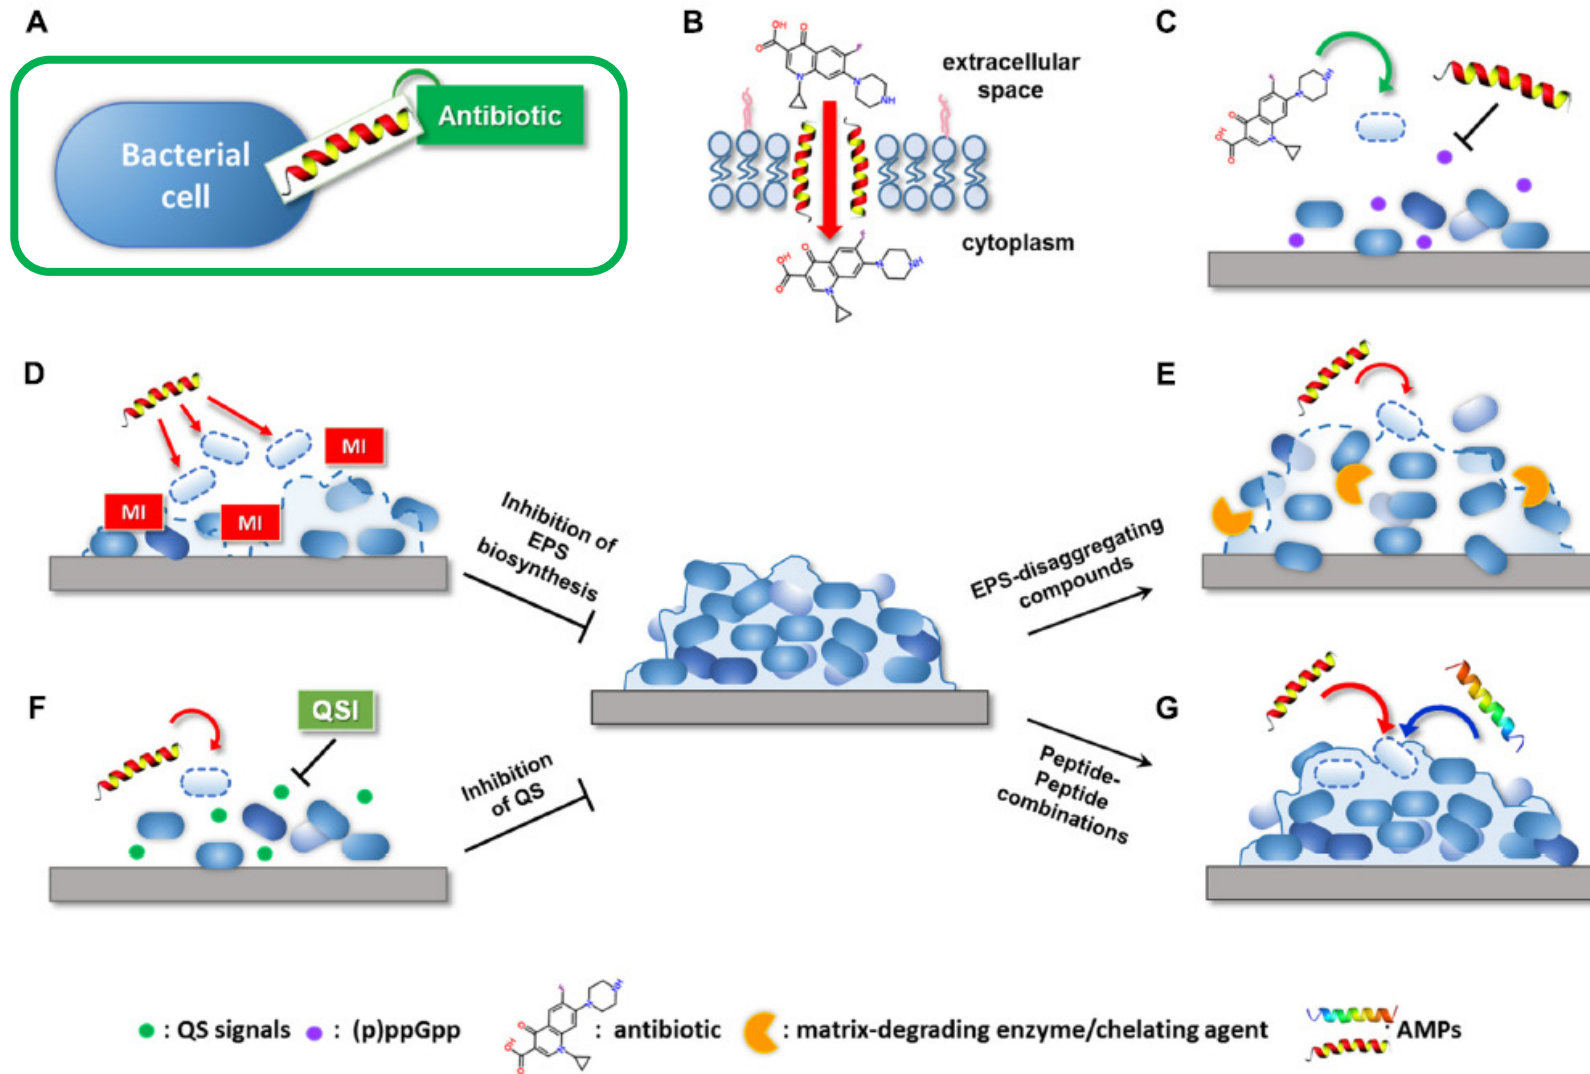 A
Bacterial
cell
Antibiotic
B
extracellular
space
cytoplasm
C
D
MI
MI
MI
Inhibition of
EPS
biosynthesis
EPS-disaggregating
compounds
E
F
QSI
Inhibition
of QS
Peptide-
Peptide
combinations
G
: QS signals : (p)ppGpp : antibiotic : matrix-degrading enzyme/chelating agent : AMPs